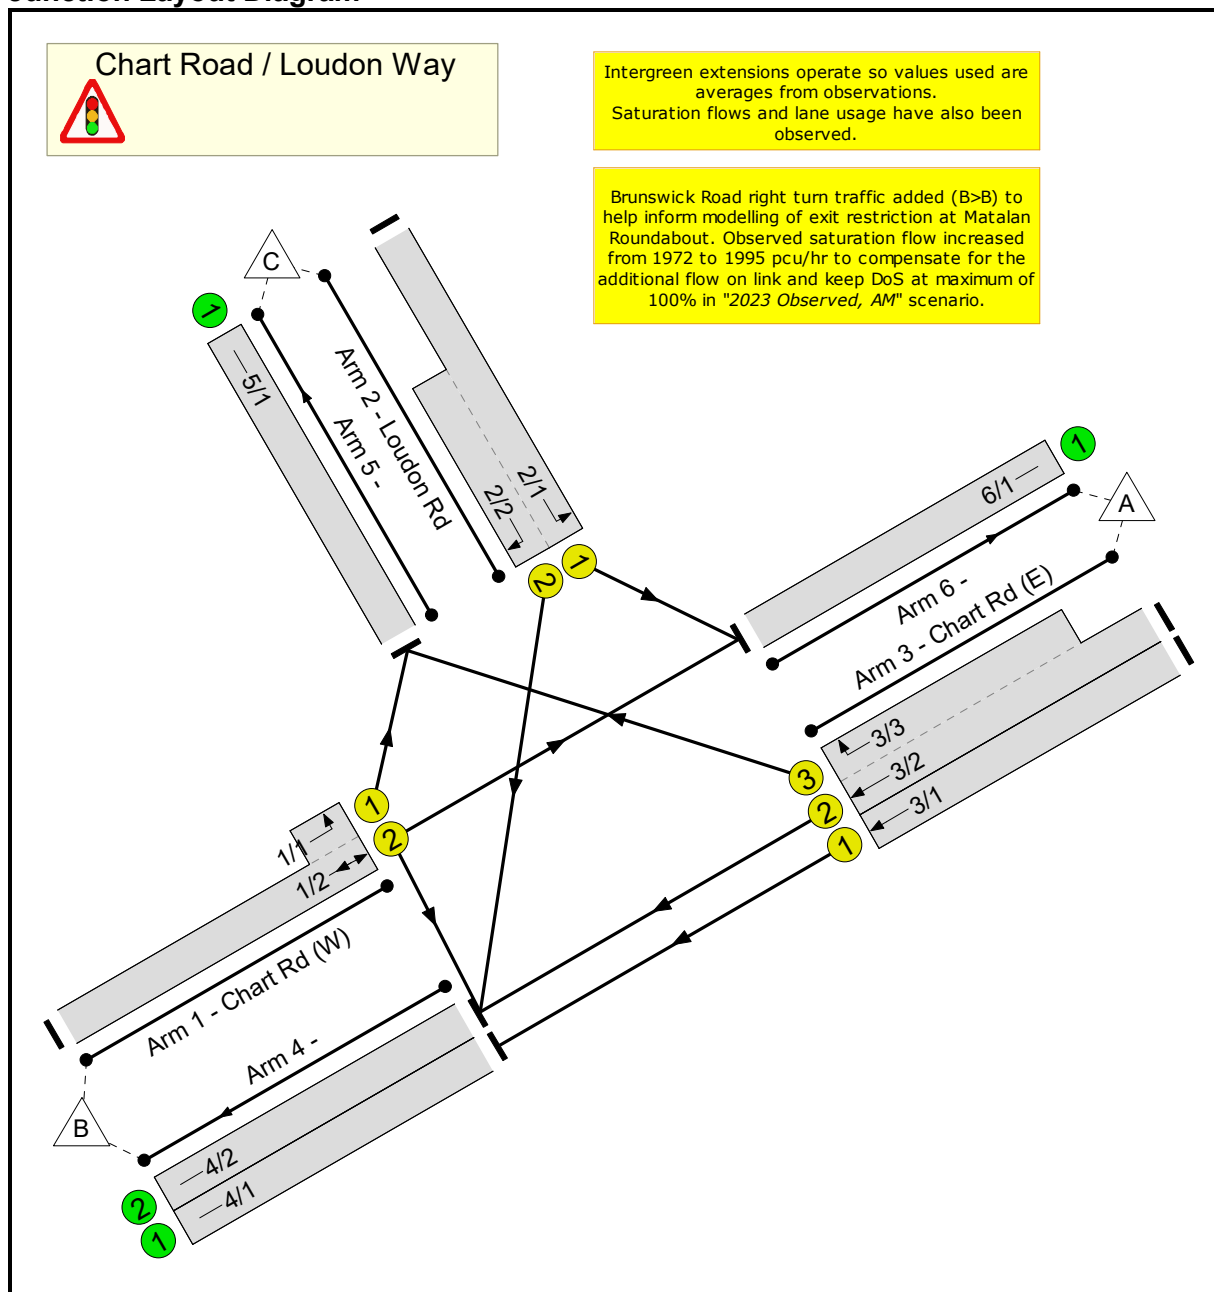 Junction Layout Diagram
Chart Road / Loudon Way
Intergreen extensions operate so values used are
averages from observations.
Saturation flows and lane usage have also been
observed.
Brunswick Road right turn traffic added (B>B) to
help inform modelling of exit restriction at Matalan
Roundabout. Observed saturation flow increased
from 1972 to 1995 pcu/hr to compensate for the
additional flow on link and keep DoS at maximum of
100% in "2023 Observed, AM" scenario.
C
1
5/1
Arm 5 -
Arm 2 - Loudon Rd
2/2
2/1
2
1
1
6/1
A
Arm 6 -
Arm 3 - Chart Rd (E)
3/3
3/2
3/1
3
2
1
1
2
1/1
1/2
Arm 1 - Chart Rd (W)
Arm 4 -
B
4/2
4/1
2
1